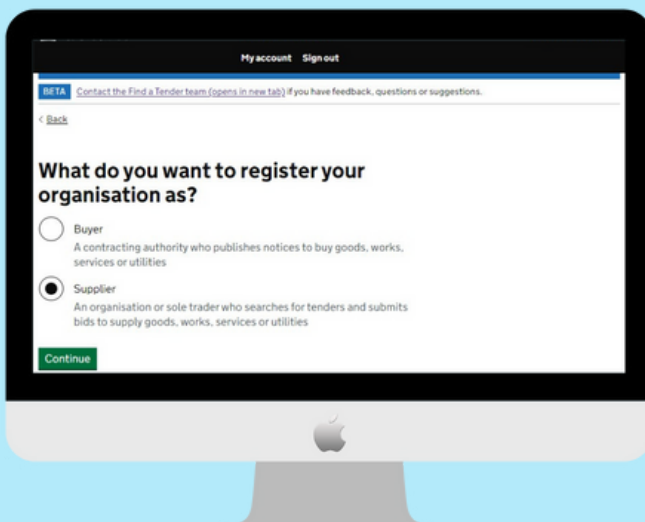 My account Sign out
BETA Contact the Find a Tender team (opens in new tab) if you have feedback, questions or suggestions.
< Back
What do you want to register your
organisation as?
Buyer
A contracting authority who publishes notices to buy goods, works,
services or utilities
Supplier
An organisation or sole trader who searches for tenders and submits
bids to supply goods, works, services or utilities
Continue